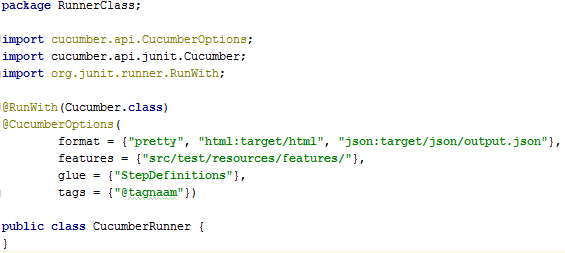 package RunnerClass;
import cucumber.api.CucumberOptions;
import cucumber.api.junit.Cucumber;
import org.junit.runner.RunWith;
@RunWith(Cucumber.class)
@CucumberOptions(
format = {"pretty", "html:target/html", "json:target/json/output.json"},
features = {"src/test/resources/features/"},
glue = {"StepDefinitions"},
tags = {"@tagnaam"})
public class CucumberRunner {
}